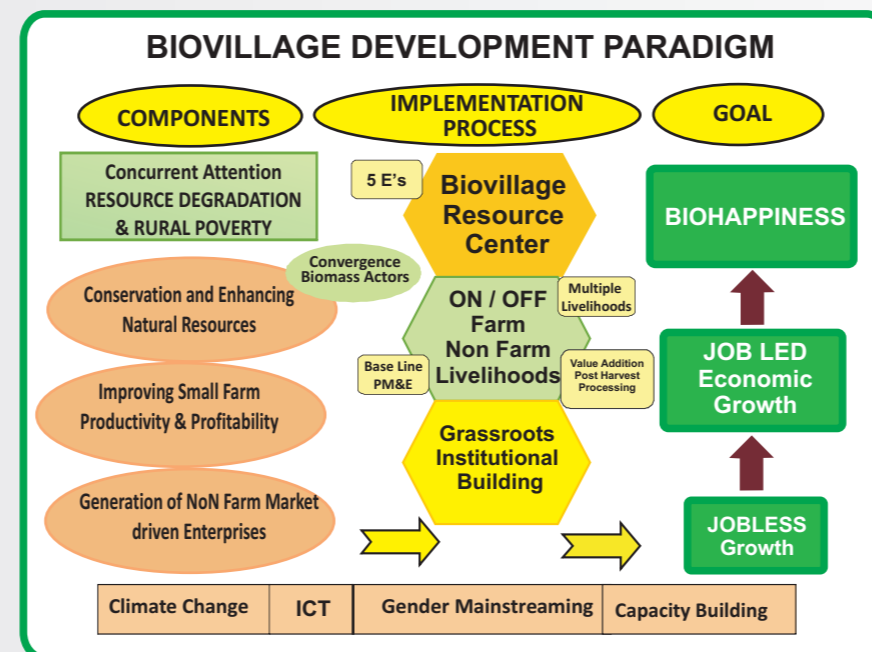 BIOVILLAGE DEVELOPMENT PARADIGM
COMPONENTS
Concurrent Attention
RESOURCE DEGRADATION
& RURAL POVERTY
Conservation and Enhancing
Natural Resources
Improving Small Farm
Productivity & Profitability
Generation of NoN Farm Market
driven Enterprises
IMPLEMENTATION
PROCESS
5 E's
Biovillage
Resource
Center
Convergence
Biomass Actors
ON / OFF
Farm
Non Farm
Livelihoods
Multiple
Livelihoods
Base Line
PM&E
Value Addition
Post Harvest
Processing
Grassroots
Institutional
Building
GOAL
BIOHAPPINESS
JOB LED
Economic
Growth
JOBLESS
Growth
Climate Change
ICT
Gender Mainstreaming
Capacity Building